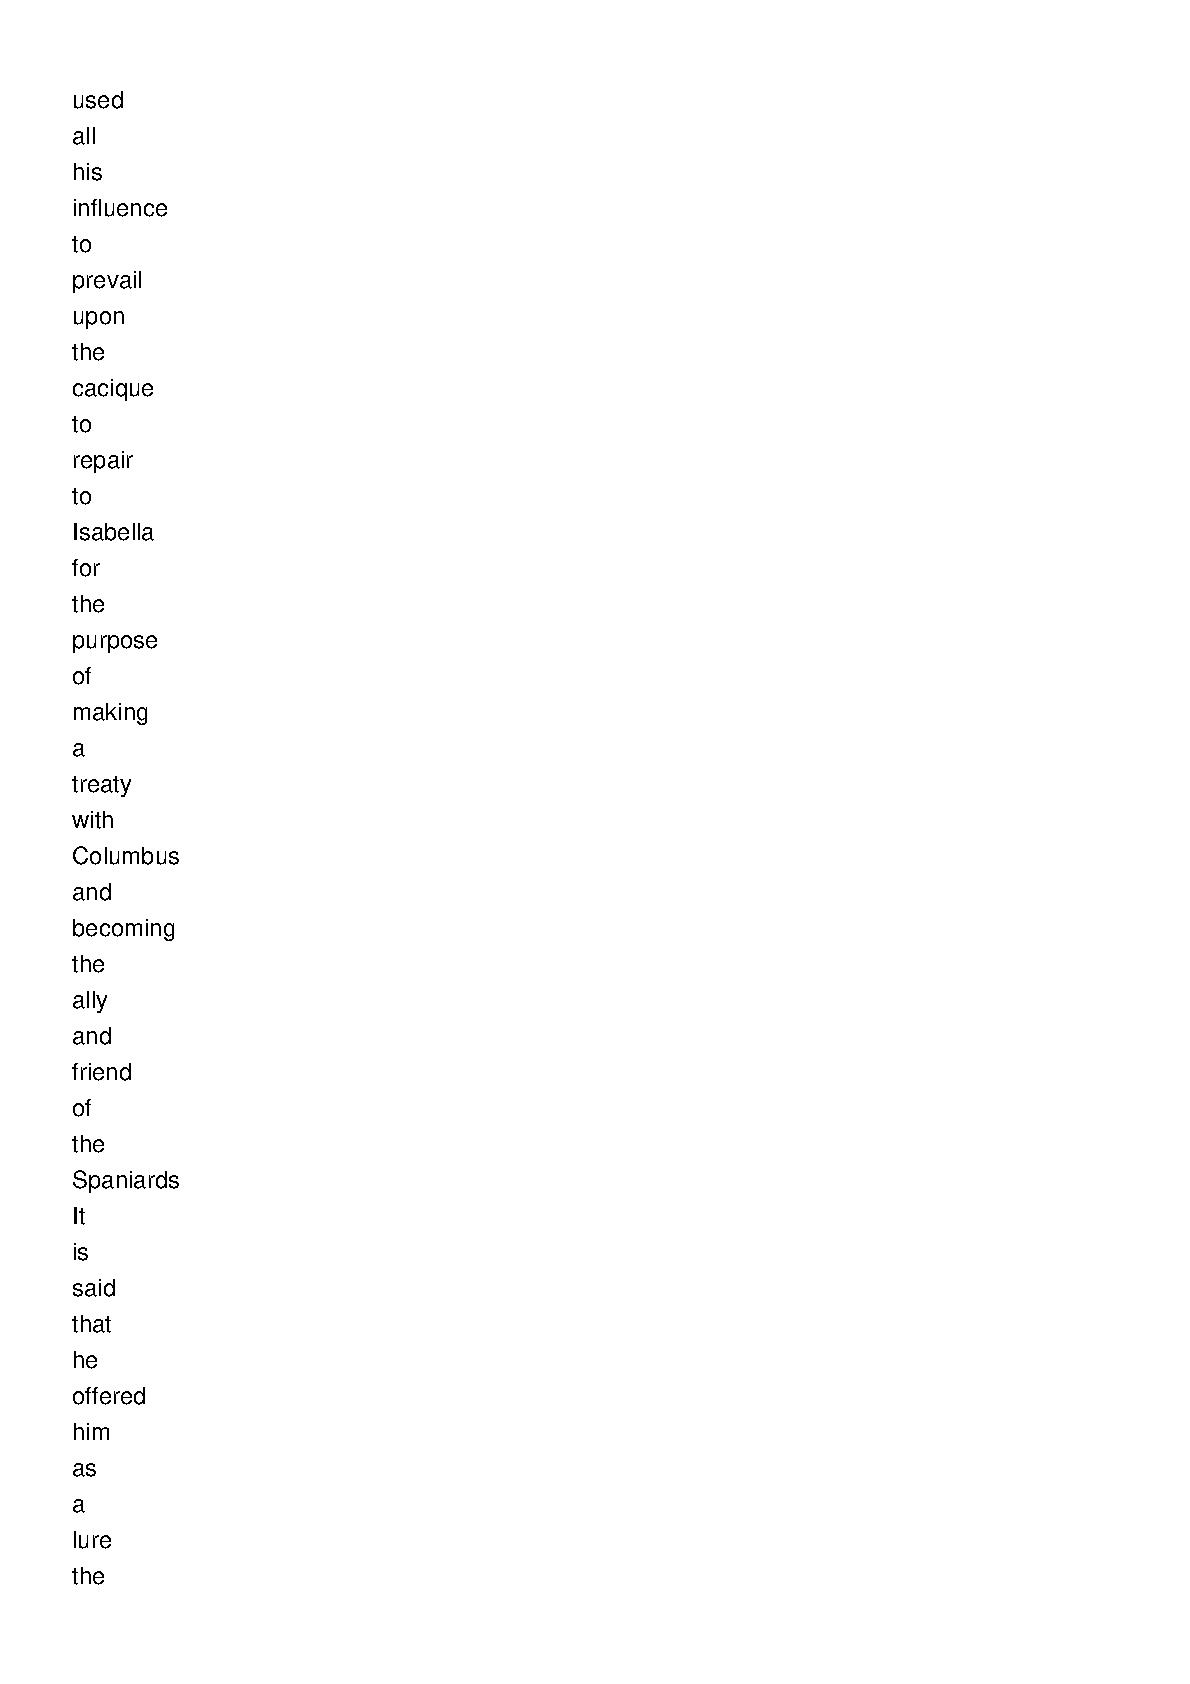 used
all
his
influence
to
prevail
upon
the
cacique
to
repair
to
Isabella
for
the
purpose
of
making
a
treaty
with
Columbus
and
becoming
the
ally
and
friend
of
the
Spaniards
It
is
said
that
he
offered
him
as
a
lure
the